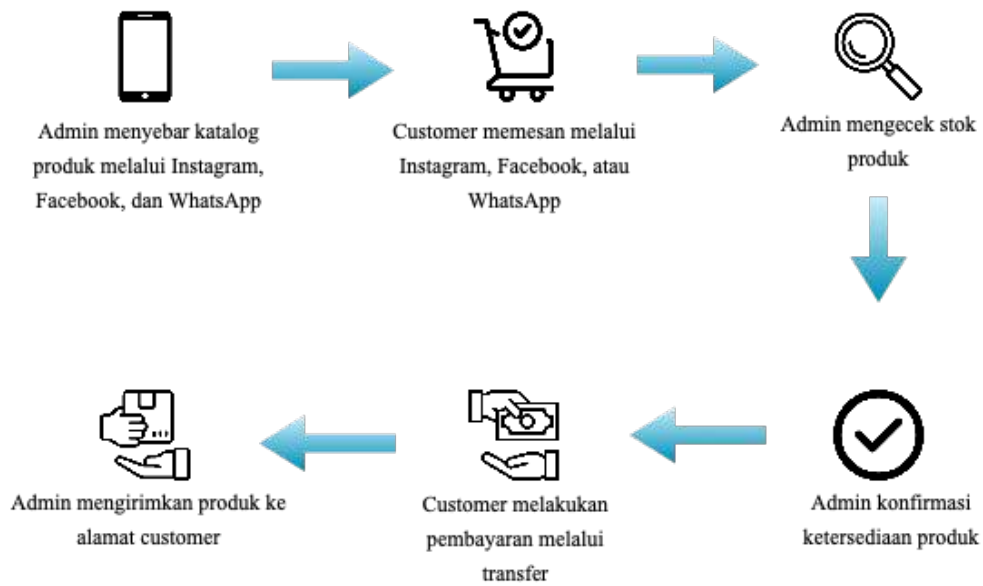 Admin menyebar katalog
produk melalui Instagram,
Facebook, dan WhatsApp
Customer memesan melalui
Instagram, Facebook, atau
WhatsApp
Admin mengecek stok
produk
Admin konfirmasi
ketersediaan produk
Customer melakukan
pembayaran melalui
transfer
Admin mengirimkan produk ke
alamat customer